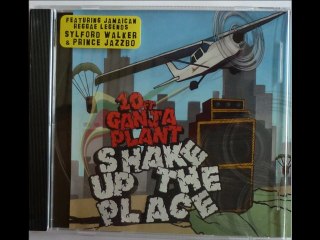 FEATURING JAMAICAN
REGGAE LEGENDS
SYLFORD WALKER
& PRINCE JAZZBO
10 FT.
GANJA
PLANT
SHAKE
UP THE
PLACE